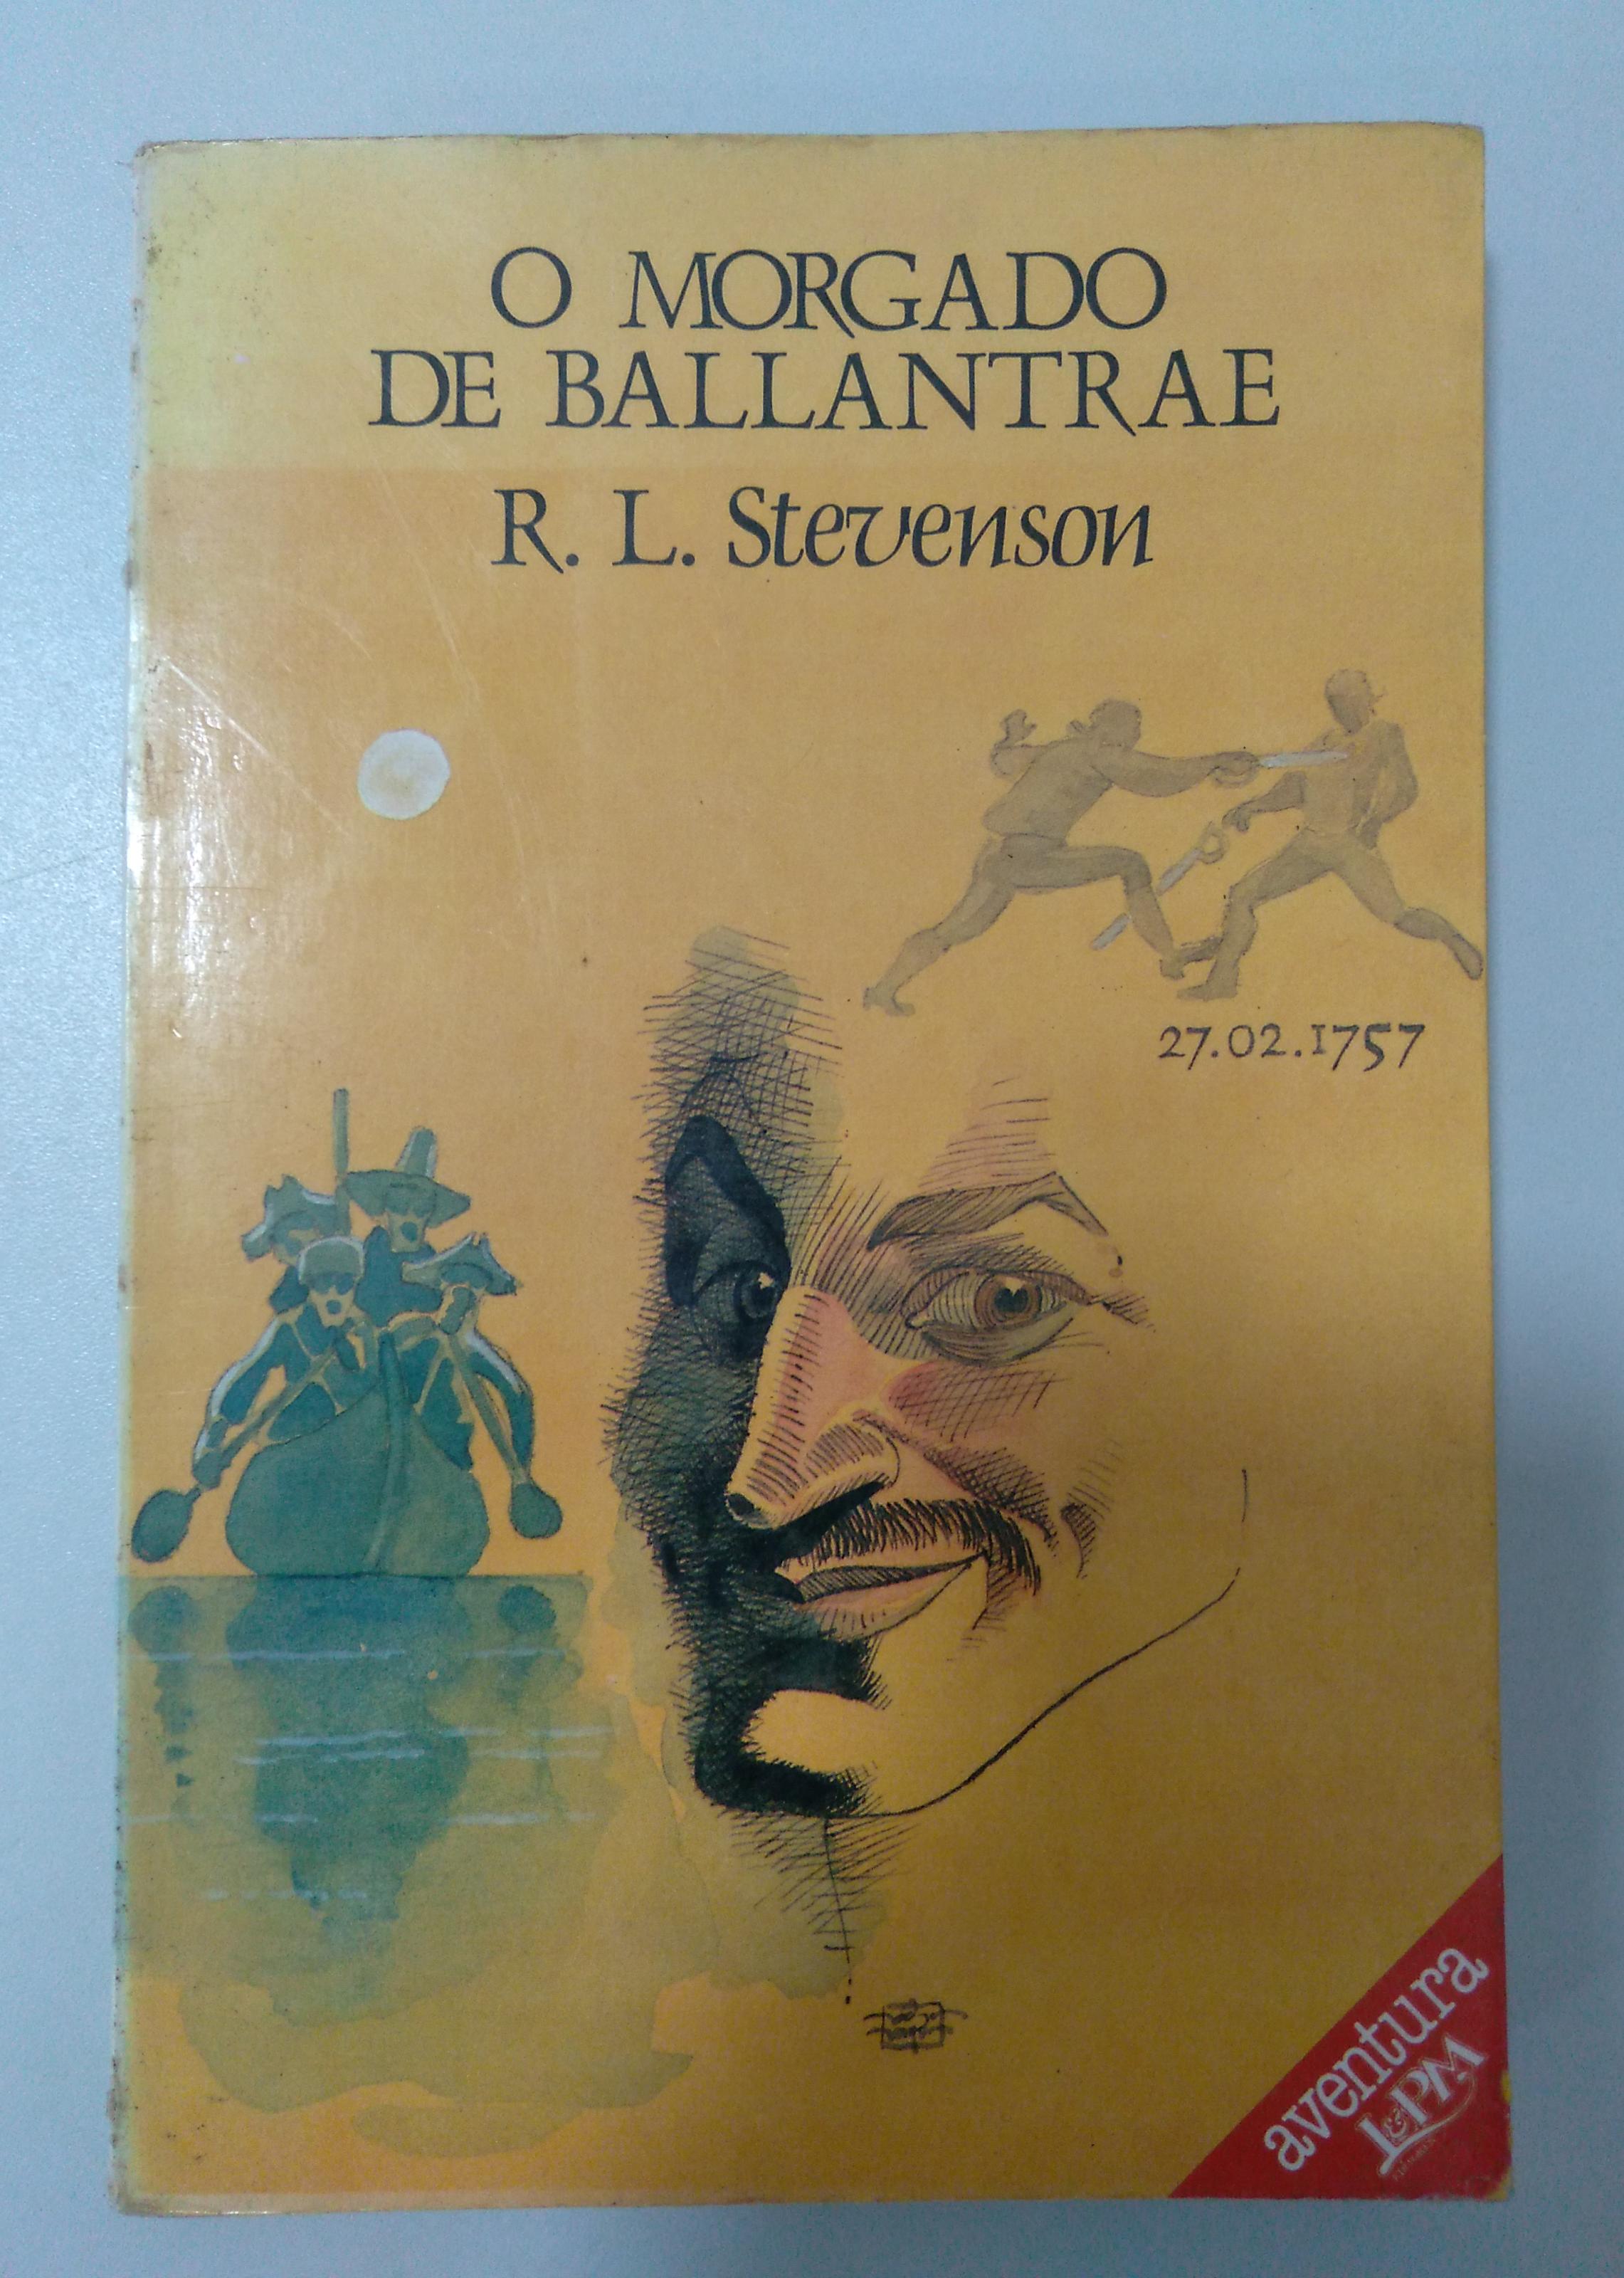 O MORGADO
DE BALLANTRAE
R. L. Stevenson
27.02.1757
aventura
L&PM